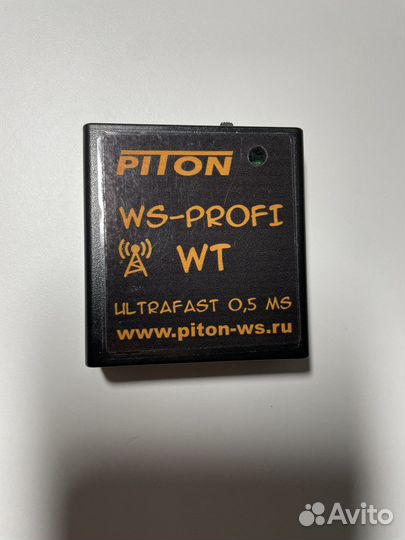 PITON
WS-PROFI
WT
ULTRAFAST 0,5 MS
www.piton-ws.ru
Avito